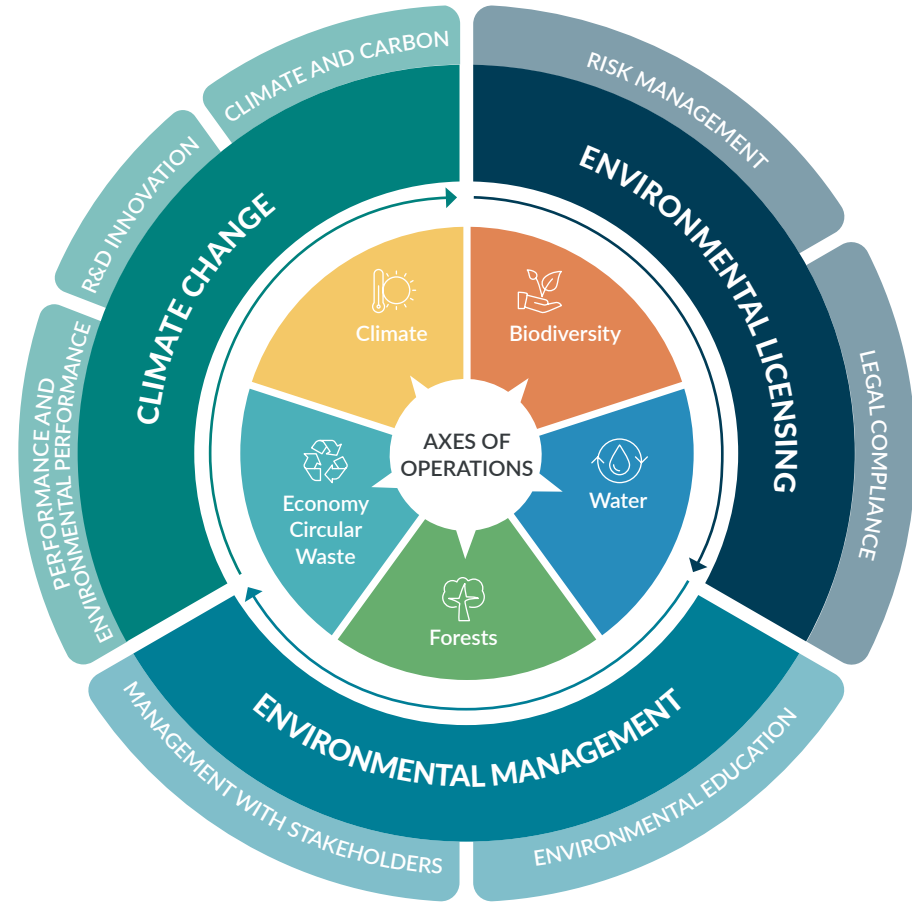 CLIMATE AND CARBON
RISK MANAGEMENT
R&D INNOVATION
CLIMATE CHANGE
ENVIRONMENTAL LICENSING
LEGAL COMPLIANCE
PERFORMANCE AND
ENVIRONMENTAL PERFORMANCE
Climate
Biodiversity
AXES OF
OPERATIONS
Economy
Circular
Waste
Water
Forests
ENVIRONMENTAL MANAGEMENT
MANAGEMENT WITH STAKEHOLDERS
ENVIRONMENTAL EDUCATION